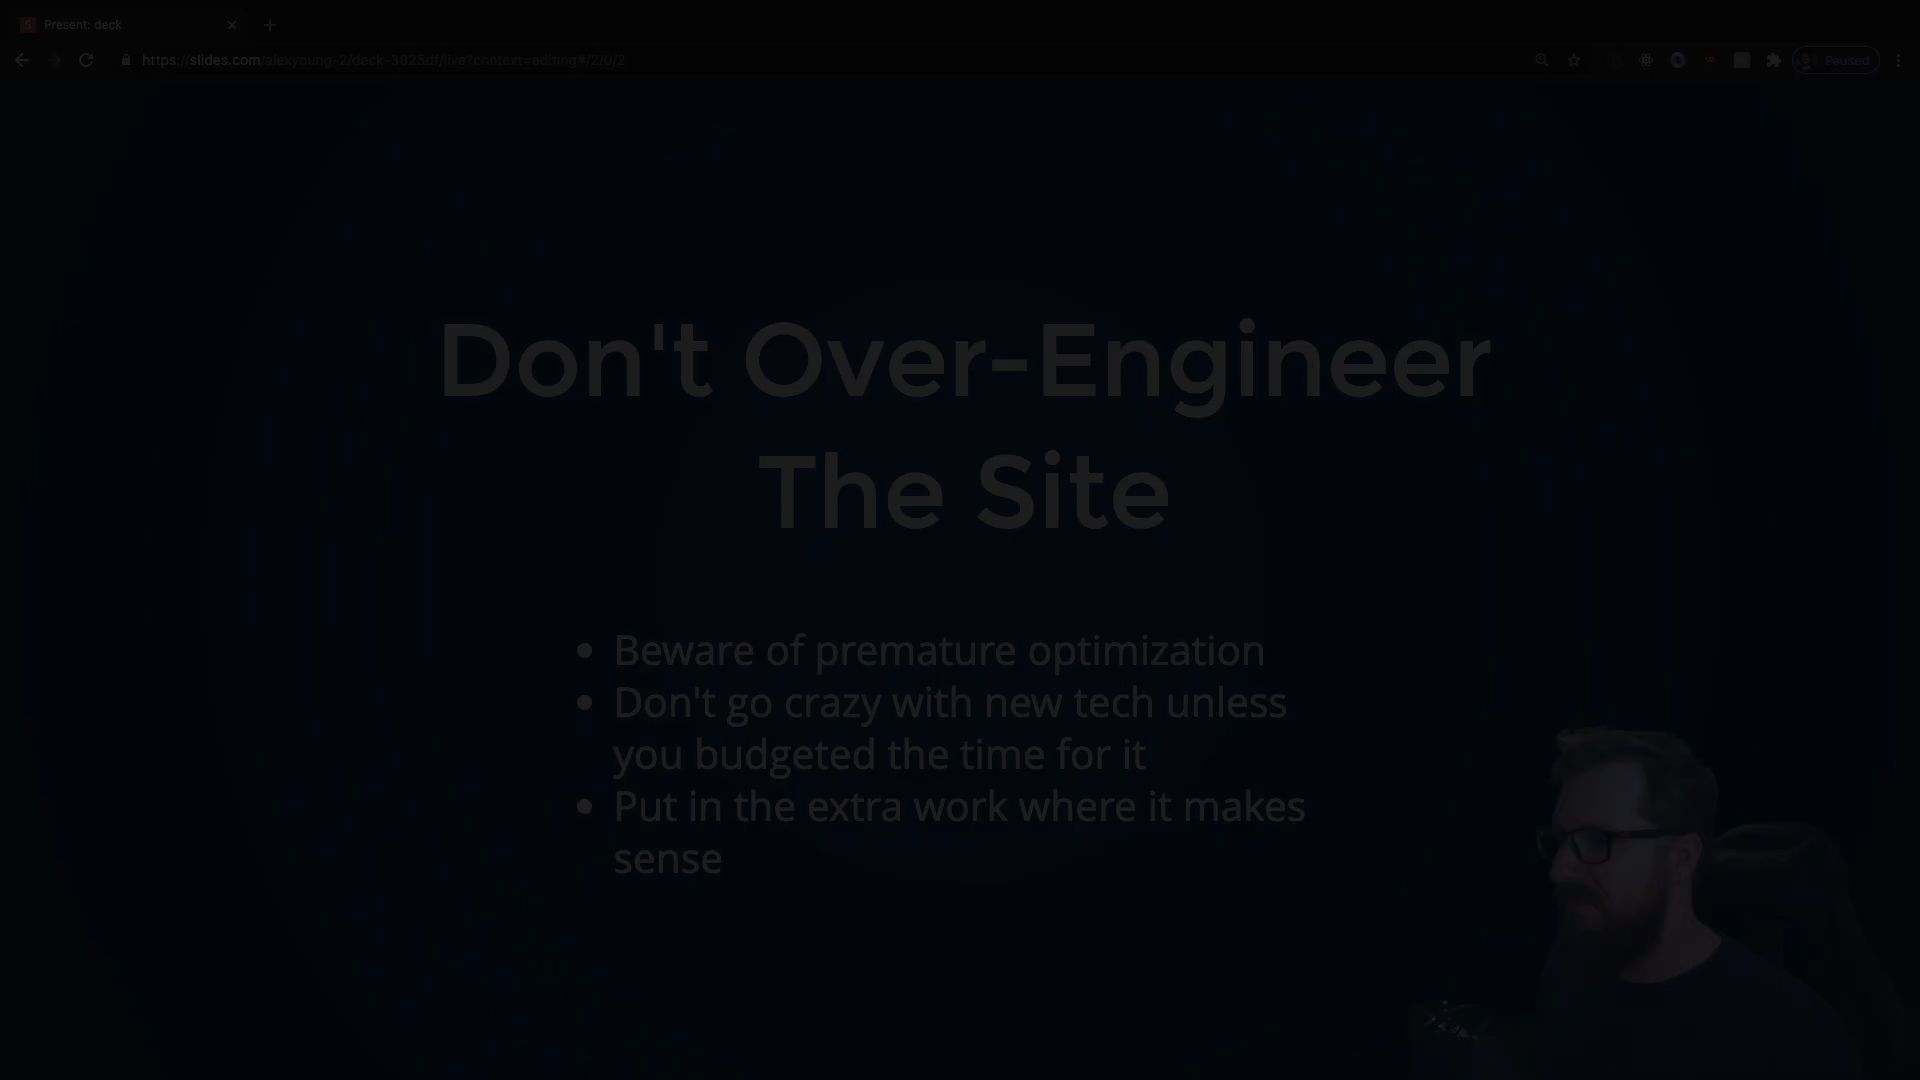 Present: deck
https://slides.com/alexyoung-2/deck-3825df/live?context=editing#/2/0/2
Paused
Don't Over-Engineer
The Site
Beware of premature optimization
Don't go crazy with new tech unless
you budgeted the time for it
Put in the extra work where it makes
sense